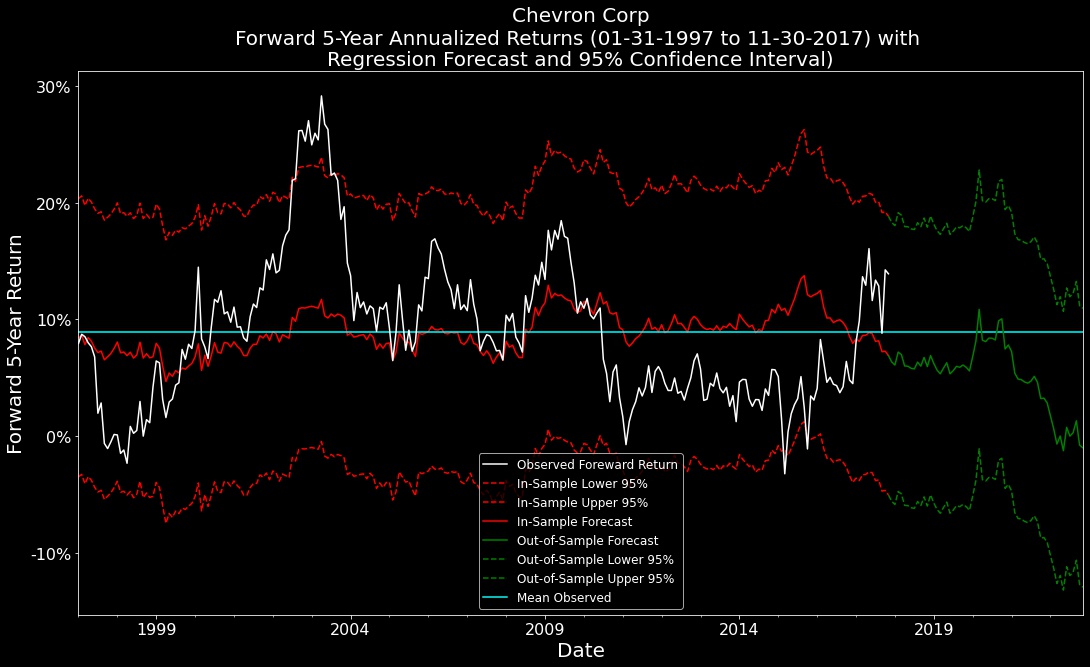 Chevron Corp
Forward 5-Year Annualized Returns (01-31-1997 to 11-30-2017) with
Regression Forecast and 95% Confidence Interval)
30%
20%
10%
0%
-10%
Forward 5-Year Return
Observed Foreward Return
In-Sample Lower 95%
In-Sample Upper 95%
In-Sample Forecast
Out-of-Sample Forecast
Out-of-Sample Lower 95%
Out-of-Sample Upper 95%
Mean Observed
1999 2004 2009 2014 2019
Date